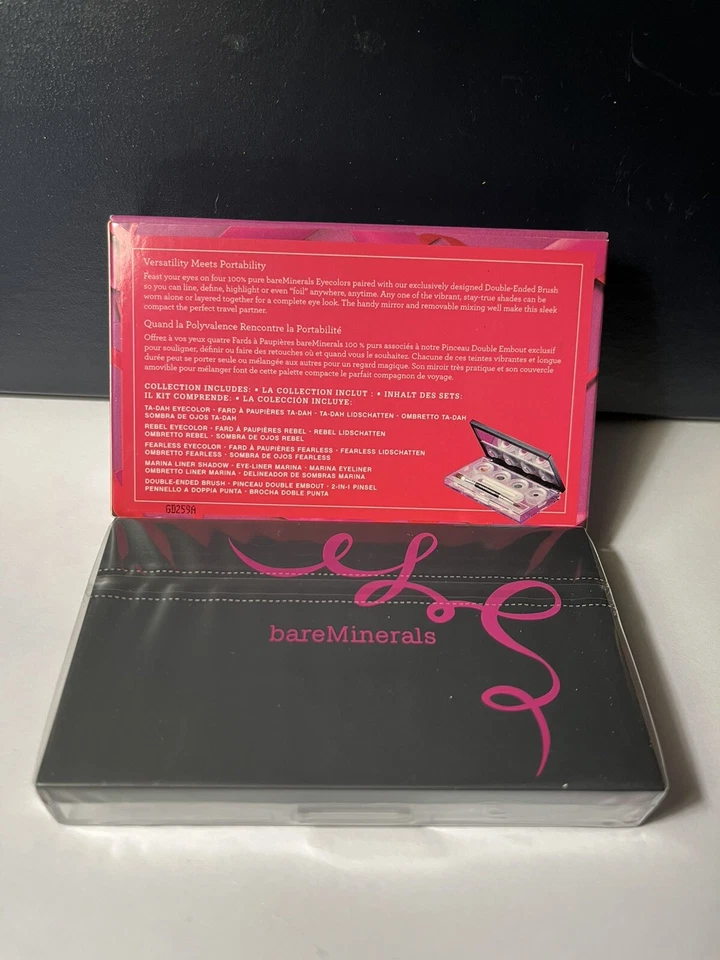 Versatility Meets Portability
Feast your eyes on four 100% pure bareMinerals Eyecolors paired with our exclusively designed Double-Ended Brush
so you can line, define, highlight or even "foil" anywhere, anytime. Any one of the vibrant, stay-true shades can be
worn alone or layered together for a complete eye look. The handy mirror and removable mixing well make this sleek
compact the perfect travel partner.
Quand la Polyvalence Rencontre la Portabilité
Offrez à vos yeux quatre Fards à Paupières bareMinerals 100 % purs associés à notre Pinceau Double Embout exclusif
pour souligner, définir ou faire des retouches où et quand vous le souhaitez. Chacune de ces teintes vibrantes et longue
durée peut se porter seule ou mélangée aux autres pour un regard magique. Son miroir très pratique et son couvercle
amovible pour mélanger font de cette palette compacte le parfait compagnon de voyage.
COLLECTION INCLUDES: • LA COLLECTION INCLUT : • INHALT DES SETS:
IL KIT COMPRENDE: • LA COLECCIÓN INCLUYE:
TA-DAH EYECOLOR · FARD À PAUPIÈRES TA-DAH · TA-DAH LIDSCHATTEN · OMBRETTO TA-DAH
SOMBRA DE OJOS TA-DAH
REBEL EYECOLOR · FARD À PAUPIÈRES REBEL · REBEL LIDSCHATTEN
OMBRETTO REBEL · SOMBRA DE OJOS REBEL
FEARLESS EYECOLOR · FARD À PAUPIÈRES FEARLESS · FEARLESS LIDSCHATTEN
OMBRETTO FEARLESS · SOMBRA DE OJOS FEARLESS
MARINA LINER SHADOW · EYE-LINER MARINA · MARINA EYELINER
OMBRETTO LINER MARINA · DELINEADOR DE SOMBRAS MARINA
DOUBLE-ENDED BRUSH · PINCEAU DOUBLE EMBOUT · 2-IN-1 PINSEL
PENNELLO A DOPPIA PUNTA · BROCHA DOBLE PUNTA
GD259A
bareMinerals